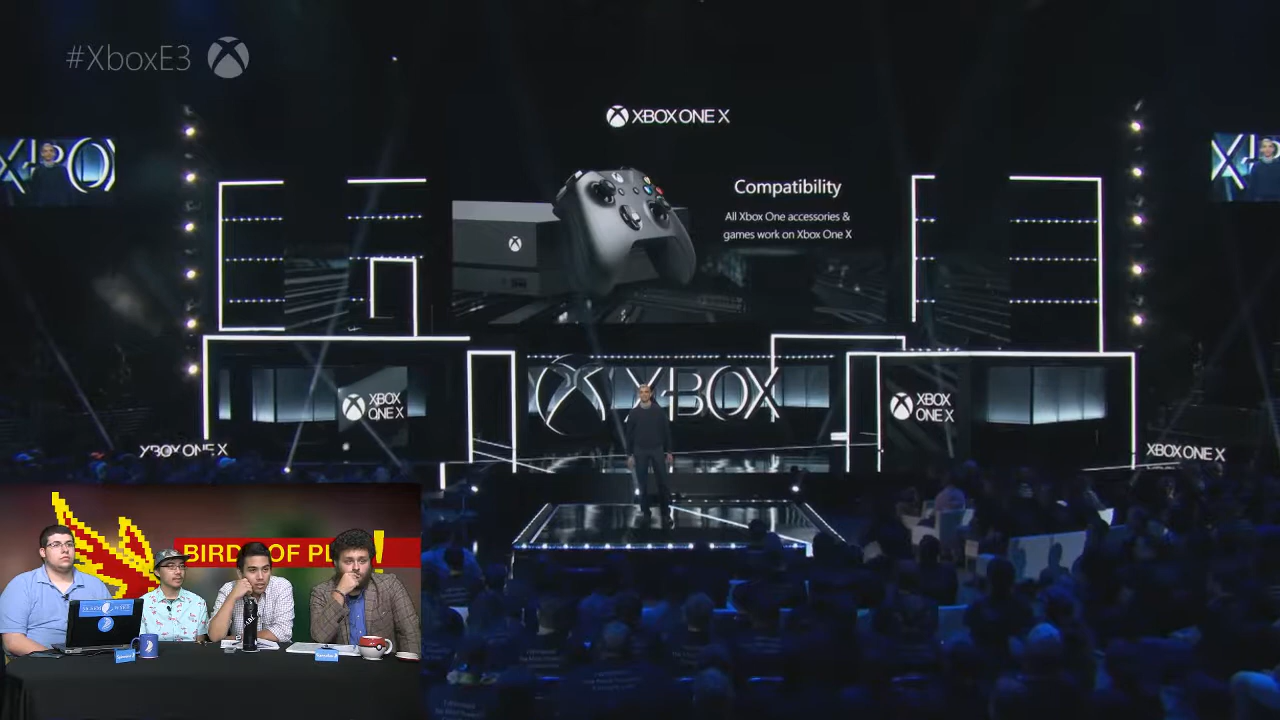 #XboxE3
XBOX ONE X
XBO
X
Compatibility
All Xbox One accessories &
games work on Xbox One X
XBOX
XBOX
ONE X
XBOX
ONE X
XBOX ONE X
XBOX ONE X
BIRDS OF PL !